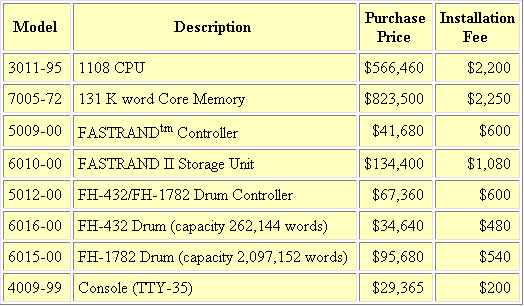 Model Description Purchase Price Installation Fee
3011-95 1108 CPU $566,460 $2,200
7005-72 131 K word Core Memory $823,500 $2,250
5009-00 FASTRANDtm Controller $41,680 $600
6010-00 FASTRAND II Storage Unit $134,400 $1,080
5012-00 FH-432/FH-1782 Drum Controller $67,360 $600
6016-00 FH-432 Drum (capacity 262,144 words) $34,640 $480
6015-00 FH-1782 Drum (capacity 2,097,152 words) $95,680 $540
4009-99 Console (TTY-35) $29,365 $200